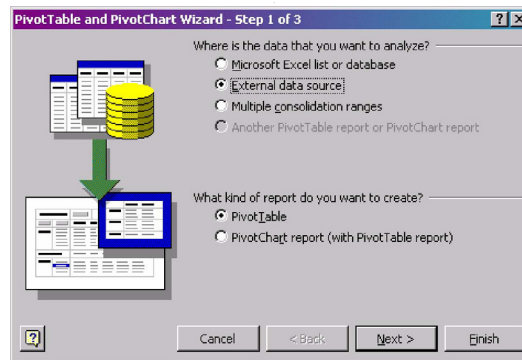 PivotTable and PivotChart Wizard - Step 1 of 3
Where is the data that you want to analyze?
Microsoft Excel list or database
External data source
Multiple consolidation ranges
Another PivotTable report or PivotChart report
What kind of report do you want to create?
PivotTable
PivotChart report (with PivotTable report)
Cancel
< Back
Next >
Finish